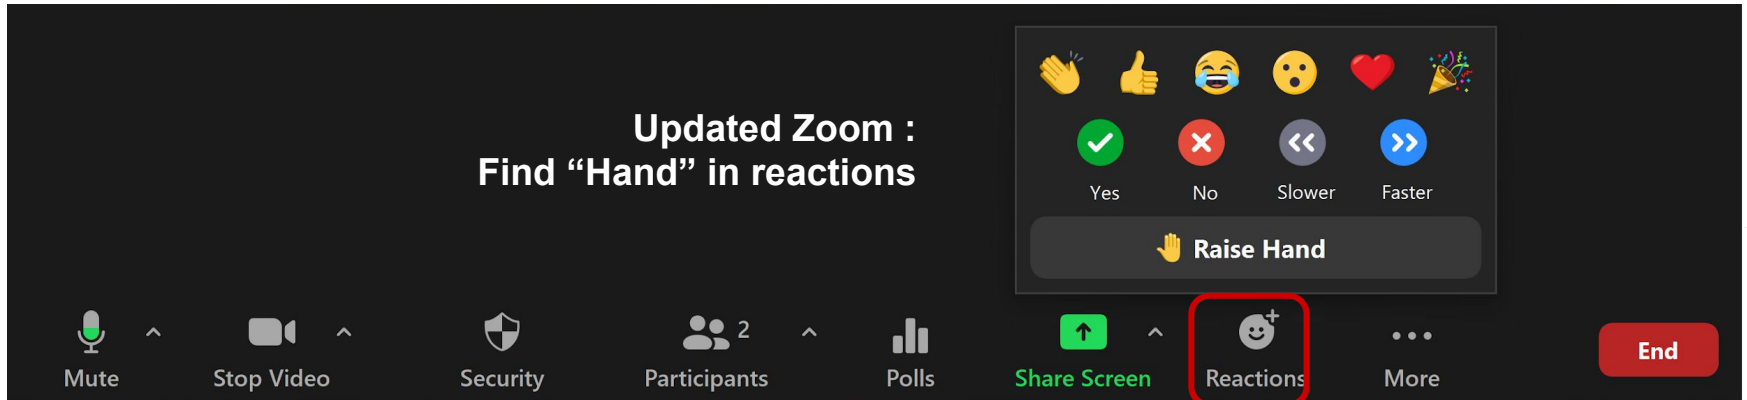 Updated Zoom :
Find “Hand” in reactions
Yes No Slower Faster
Raise Hand
2
Mute Stop Video Security Participants Polls Share Screen Reactions More End